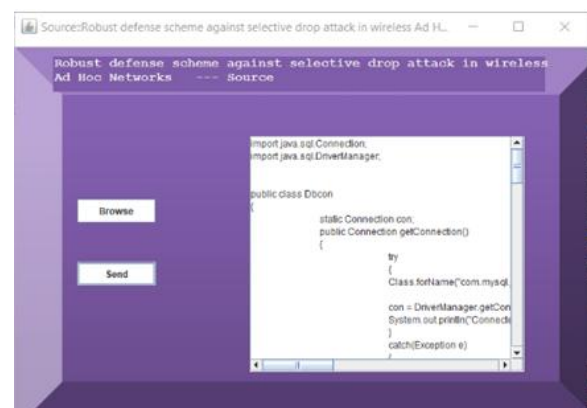 Source::Robust defense scheme against selective drop attack in wireless Ad H...
Robust defense scheme against selective drop attack in wireless
Ad Hoc Networks --- Source
import java.sql.Connection;
import java.sql.DriverManager;
public class Dbcon
{
Browse
static Connection con;
public Connection getConnection()
{
try
{
Send
Class.forName("com.mysql.
con = DriverManager.getCon
System.out.println("Connecte
}
catch(Exception e)
{